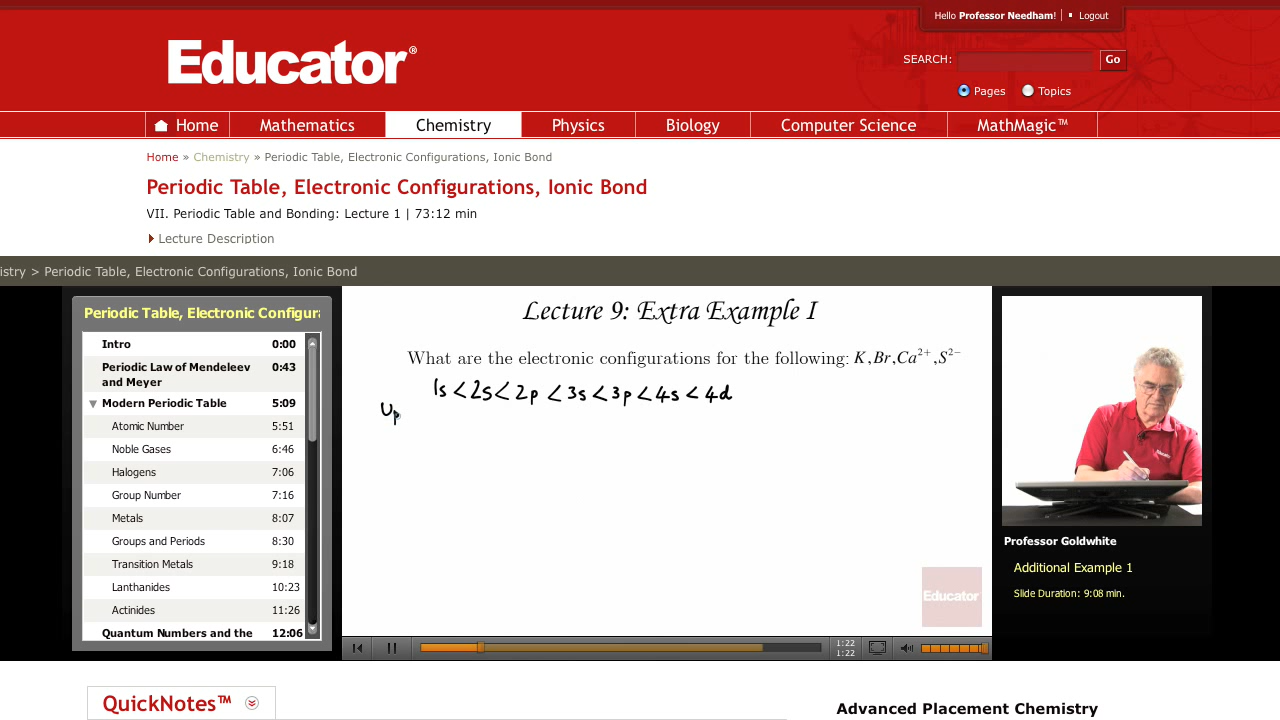 Hello Professor Needham! Logout
Educator®
SEARCH: Go
Pages Topics
Home Mathematics Chemistry Physics Biology Computer Science MathMagic™
Home » Chemistry » Periodic Table, Electronic Configurations, Ionic Bond
Periodic Table, Electronic Configurations, Ionic Bond
VII. Periodic Table and Bonding: Lecture 1 | 73:12 min
Lecture Description
istry > Periodic Table, Electronic Configurations, Ionic Bond
Periodic Table, Electronic Configura
Intro 0:00
Periodic Law of Mendeleev 0:43
and Meyer
Modern Periodic Table 5:09
Atomic Number 5:51
Noble Gases 6:46
Halogens 7:06
Group Number 7:16
Metals 8:07
Groups and Periods 8:30
Transition Metals 9:18
Lanthanides 10:23
Actinides 11:26
Quantum Numbers and the 12:06
Lecture 9: Extra Example I
What are the electronic configurations for the following: K, Br, Ca²⁺, S²⁻
1s < 2s < 2p < 3s < 3p < 4s < 4d
Up
Educator
1:22
1:22
Educator
Professor Goldwhite
Additional Example 1
Slide Duration: 9:08 min.
QuickNotes™
Advanced Placement Chemistry